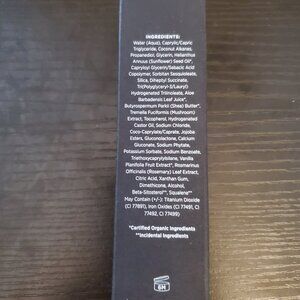 INGREDIENTS:
Water (Aqua), Caprylic/Capric
Triglyceride, Coconut Alkanes,
Propanediol, Glycerin, Helianthus
Annuus (Sunflower) Seed Oil*,
Capryloyl Glycerin/Sebacic Acid
Copolymer, Sorbitan Sesquioleate,
Silica, Diheptyl Succinate,
Tri(Polyglyceryl-3/Lauryl)
Hydrogenated Trilinoleate, Aloe
Barbadensis Leaf Juice*,
Butyrospermum Parkii (Shea) Butter*,
Tremella Fuciformis (Mushroom)
Extract, Tocopherol, Hydrogenated
Castor Oil, Sodium Chloride,
Coco-Caprylate/Caprate, Jojoba
Esters, Gluconolactone, Calcium
Gluconate, Sodium Phytate,
Potassium Sorbate, Sodium Benzoate,
Triethoxycaprylylsilane, Vanilla
Planifolia Fruit Extract*, Rosmarinus
Officinalis (Rosemary) Leaf Extract,
Citric Acid, Xanthan Gum,
Dimethicone, Alcohol,
Beta-Sitosterol**, Squalene**
May Contain (+/-): Titanium Dioxide
(CI 77891), Iron Oxides (CI 77491, CI
77492, CI 77499)
*Certified Organic Ingredients
**Incidental Ingredients